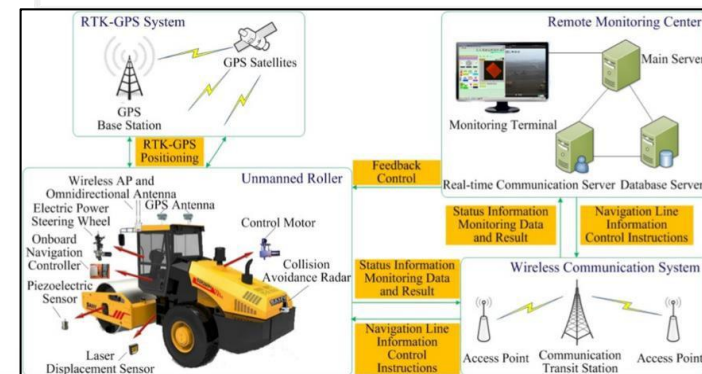 RTK-GPS System
GPS Satellites
GPS
Base Station
RTK-GPS
Positioning
Remote Monitoring Center
Main Server
Monitoring Terminal
Real-time Communication Server
Database Server
Feedback
Control
Unmanned Roller
Wireless AP and
Omnidirectional Antenna
GPS Antenna
Electric Power
Steering Wheel
Control Motor
Onboard
Navigation
Controller
Collision
Avoidance Radar
Piezoelectric
Sensor
Laser
Displacement Sensor
Status Information
Monitoring Data
and Result
Navigation Line
Information
Control Instructions
Status Information
Monitoring Data
and Result
Navigation Line
Information
Control
Instructions
Wireless Communication System
Access Point
Communication
Transit Station
Access Point